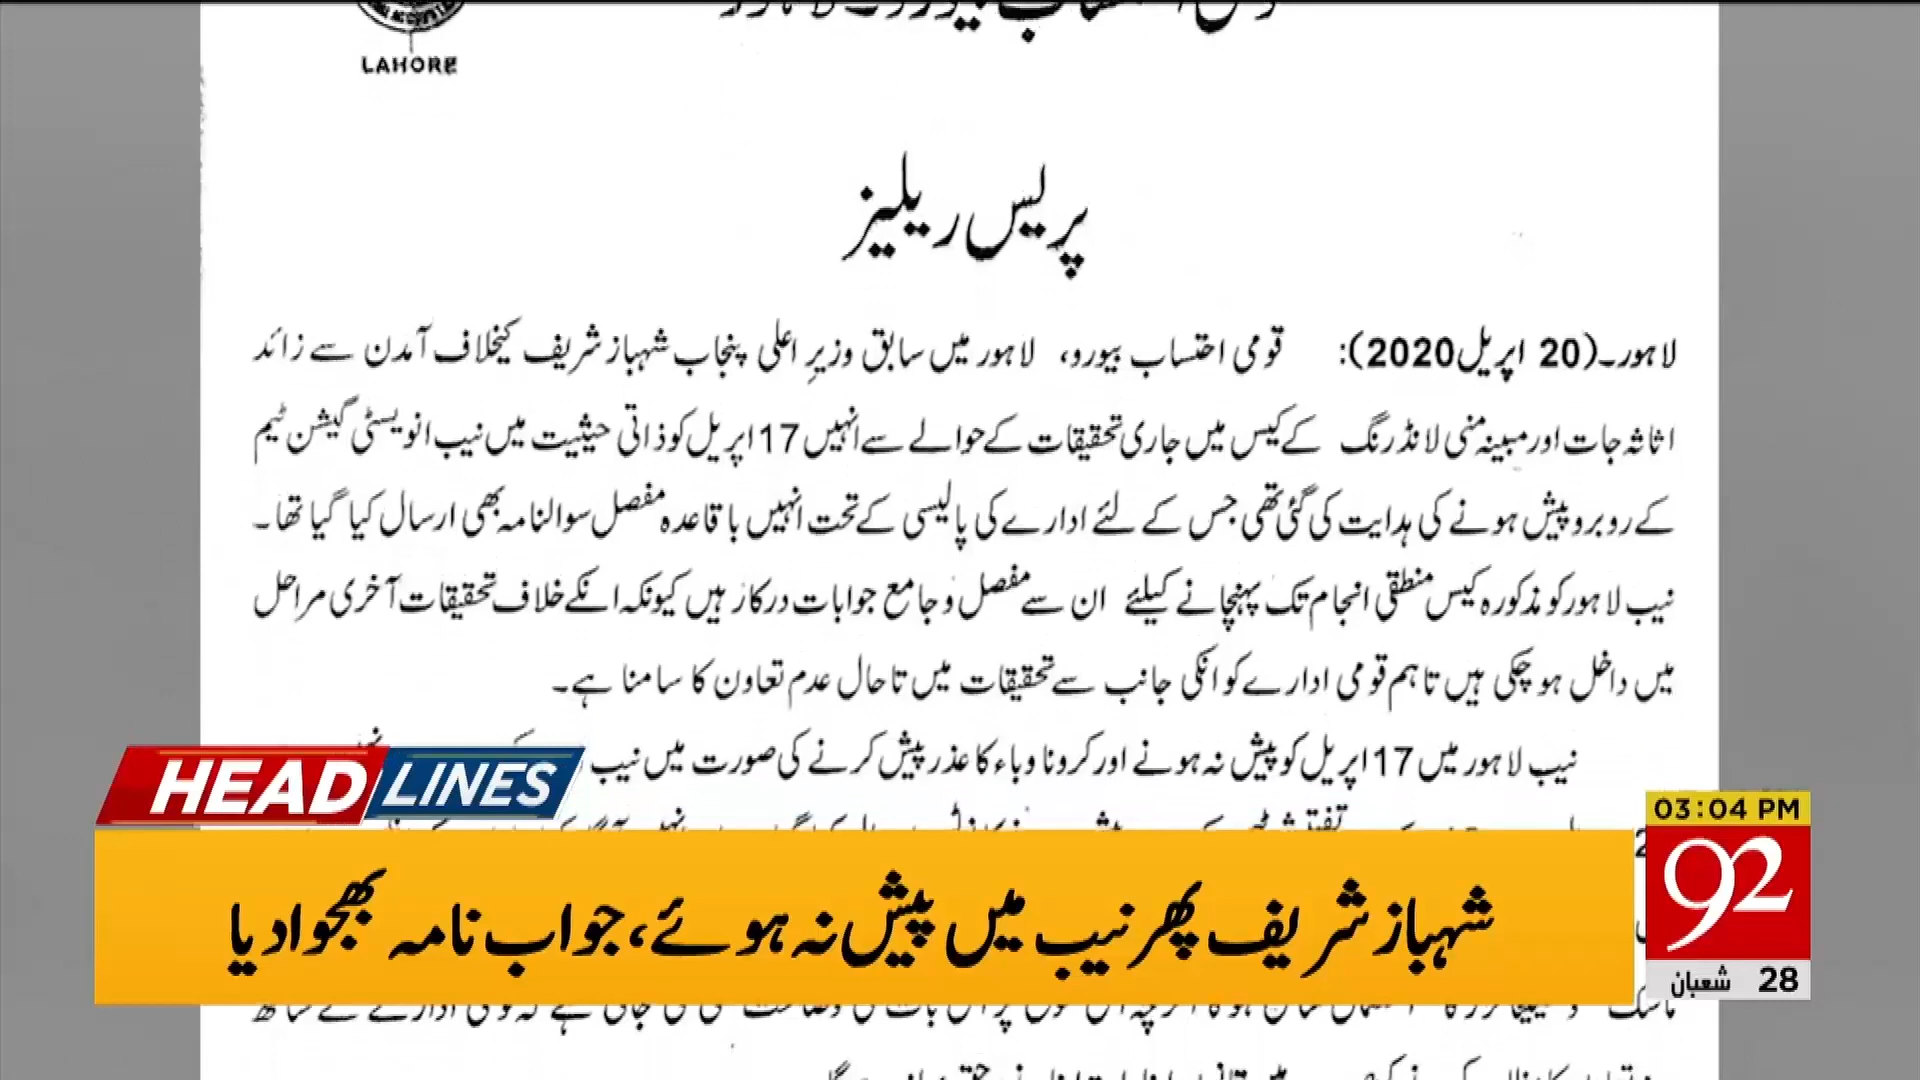 LAHORE
پریس ریلیز
لاہور۔(20 اپریل2020): قومی احتساب بیورو، لاہور میں سابق وزیرِ اعلی پنجاب شہباز شریف کیخلاف آمدن سے زائد
اثاثہ جات اور مبینہ منی لانڈرنگ کے کیس میں جاری تحقیقات کے حوالے سے انہیں 17 اپریل کو ذاتی حیثیت میں نیب انویسٹی گیشن ٹیم
کے روبرو پیش ہونے کی ہدایت کی گئی تھی جس کے لئے ادارے کی پالیسی کے تحت انہیں باقاعدہ مفصل سوالنامہ بھی ارسال کیا گیا تھا۔
نیب لاہور کو مذکورہ کیس منطقی انجام تک پہنچانے کیلئے ان سے مفصل و جامع جوابات درکار ہیں کیونکہ انکے خلاف تحقیقات آخری مراحل
میں داخل ہو چکی ہیں تاہم قومی ادارے کو انکی جانب سے تحقیقات میں تاحال عدم تعاون کا سامنا ہے۔
نیب لاہور میں 17 اپریل کو پیش نہ ہونے اور کرونا وباء کا عذر پیش کرنے کی صورت میں نیب
HEADLINES
03:04 PM
92
شہباز شریف پھر نیب میں پیش نہ ہوئے، جواب نامہ بھجوا دیا
28 شعبان